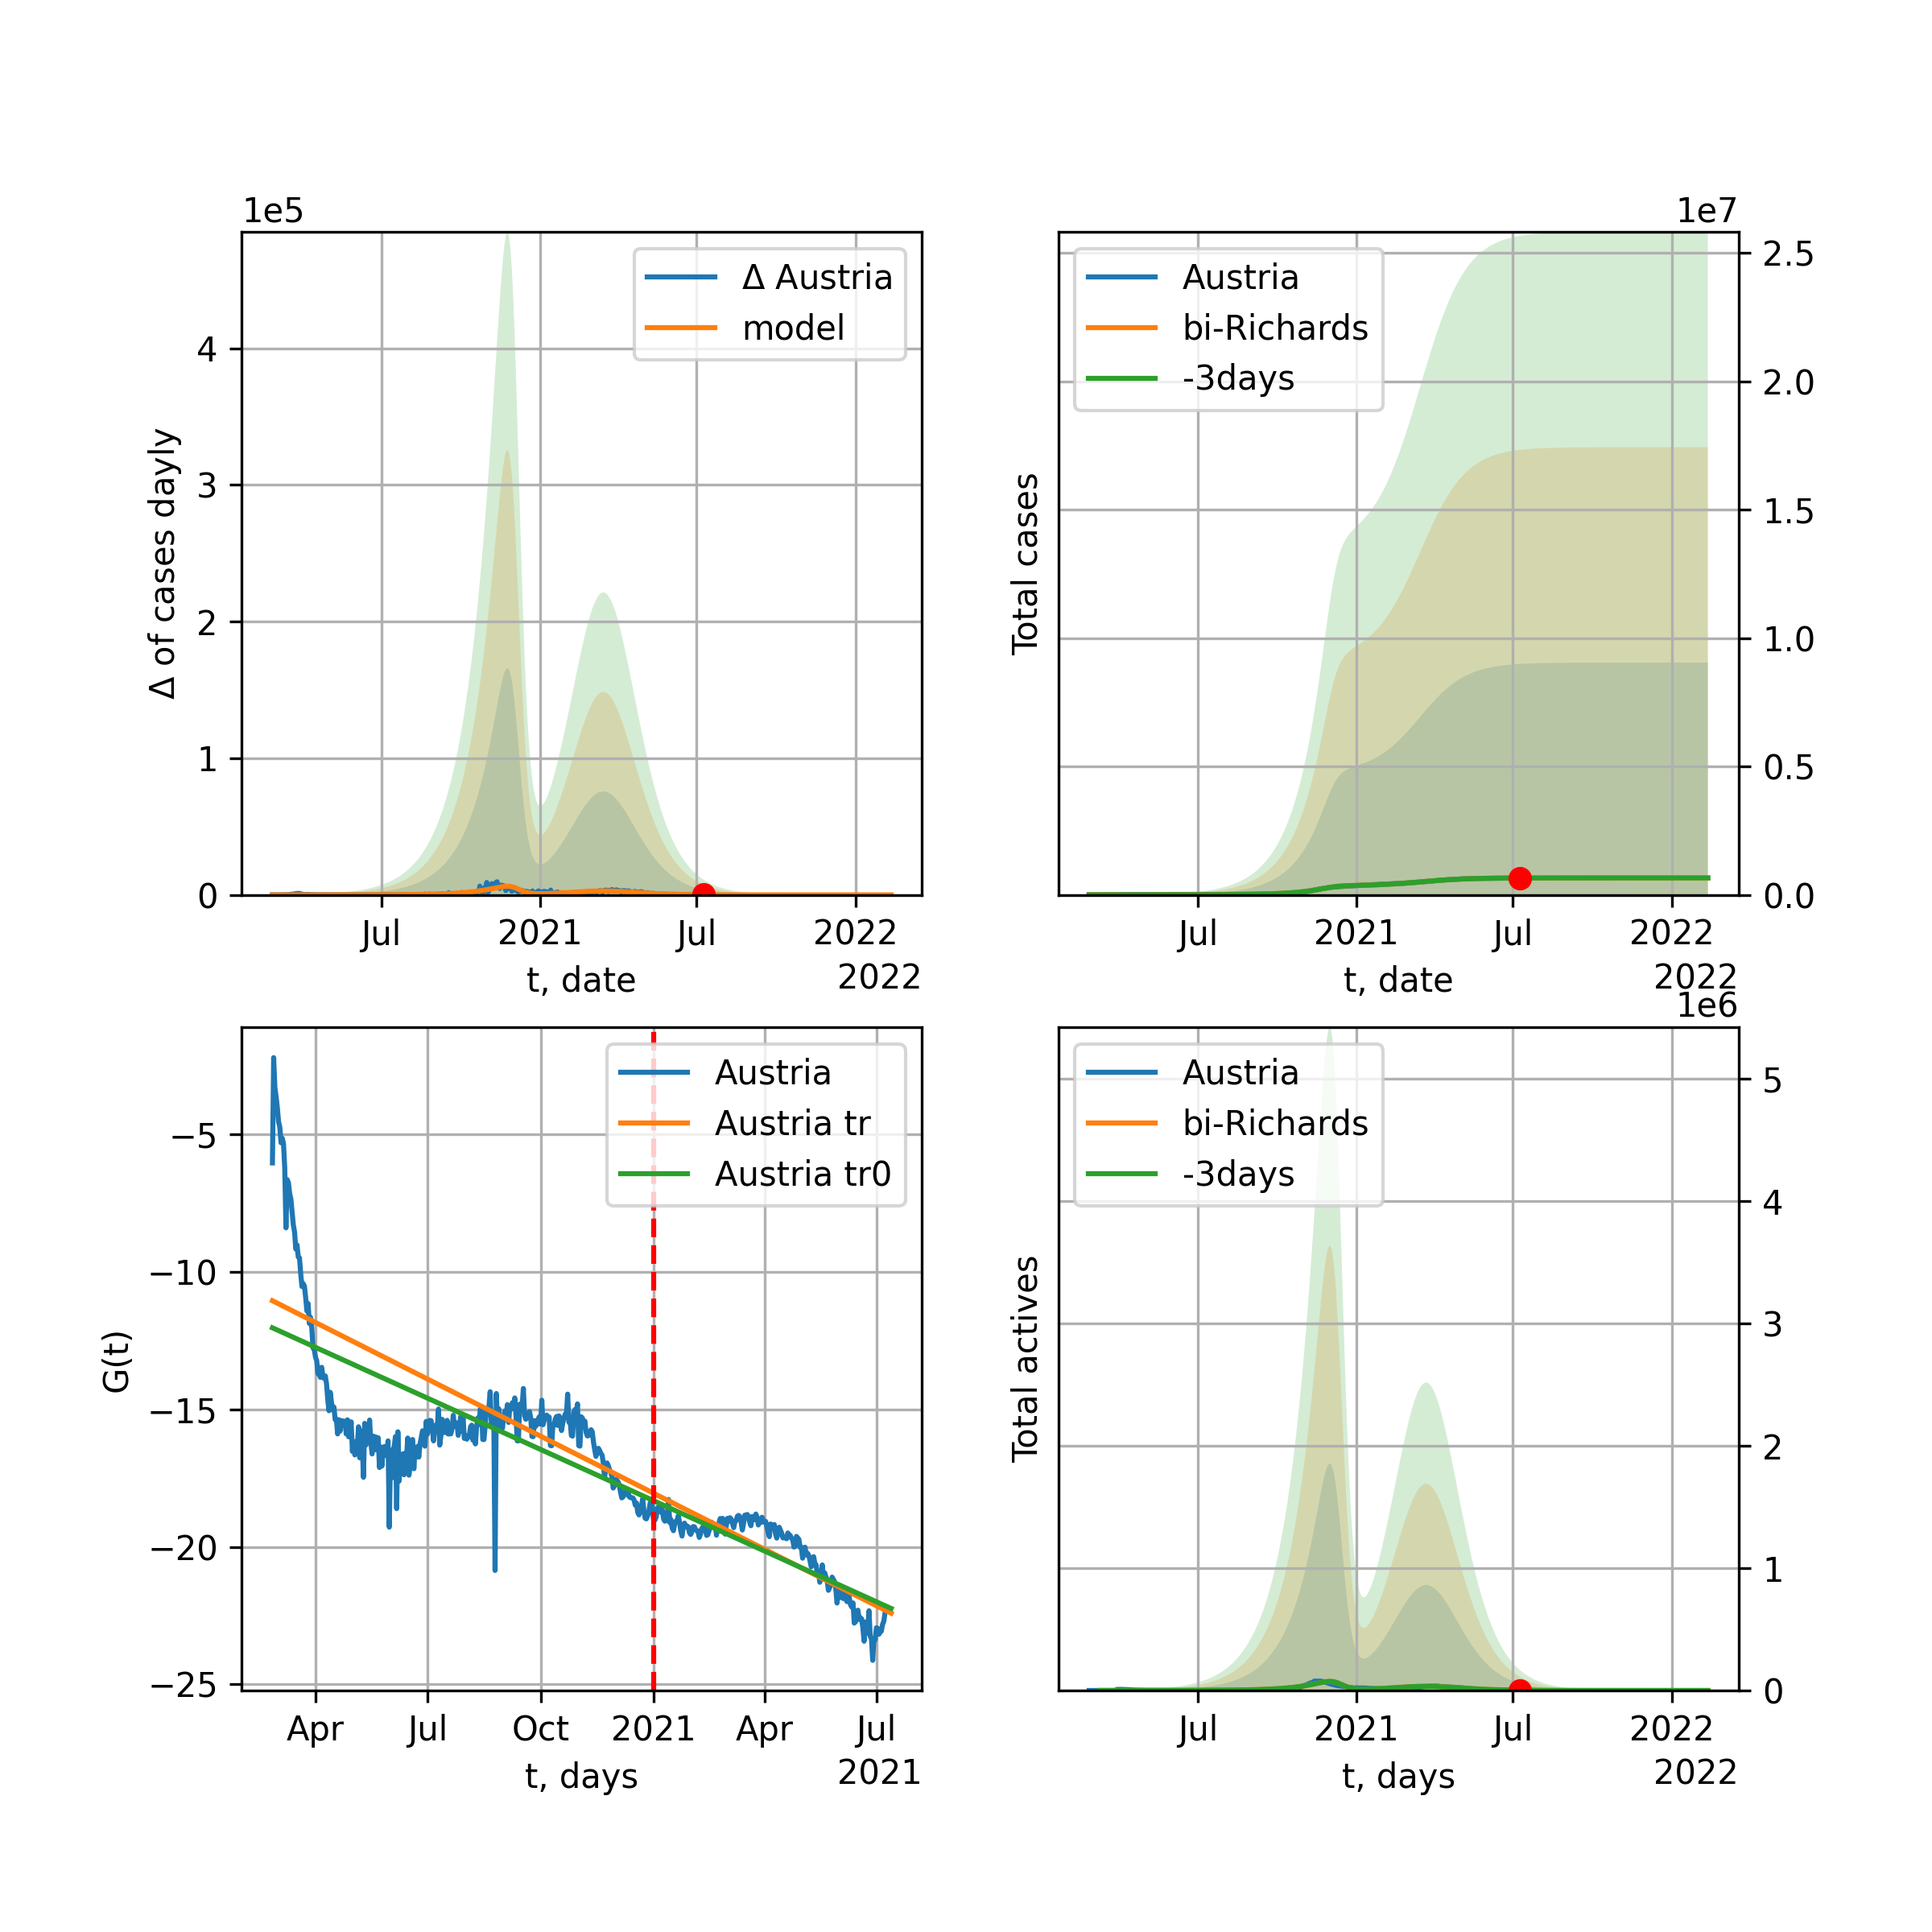 1e5
Δ of cases dayly
4
3
2
1
0
Δ Austria
model
Jul
2021
Jul
2022
t, date
2022
1e7
Total cases
Austria
bi-Richards
-3days
2.5
2.0
1.5
1.0
0.5
0.0
Jul
2021
Jul
2022
t, date
2022
G(t)
−5
−10
−15
−20
−25
Austria
Austria tr
Austria tr0
Apr
Jul
Oct
2021
Apr
Jul
t, days
2021
1e6
Total actives
Austria
bi-Richards
-3days
5
4
3
2
1
0
Jul
2021
Jul
2022
t, days
2022